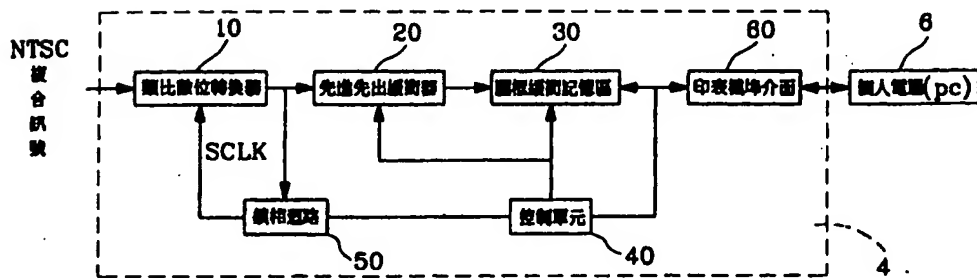 10
20
30
60
6
NTSC
複合訊號
類比數位轉換器
先進先出緩衝器
圖框緩衝記憶區
印表機埠介面
個人電腦(pc)
SCLK
鎖相迴路
控制單元
50
40
4